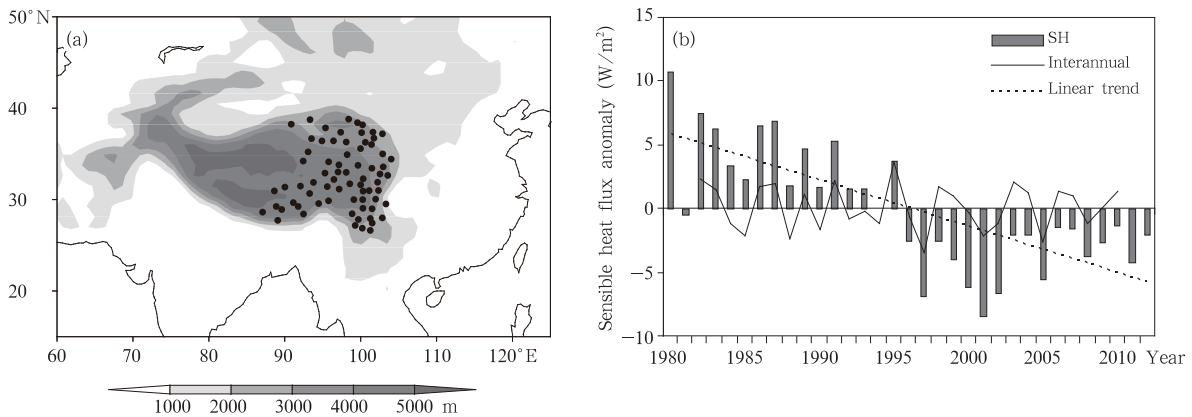 (a)
50°N
40
30
20
60 70 80 90 100 110 120°E
1000 2000 3000 4000 5000 m
(b)
SH
Interannual
Linear trend
Sensible heat flux anomaly (W/m²)
15
10
5
0
−5
−10
1980 1985 1990 1995 2000 2005 2010 Year